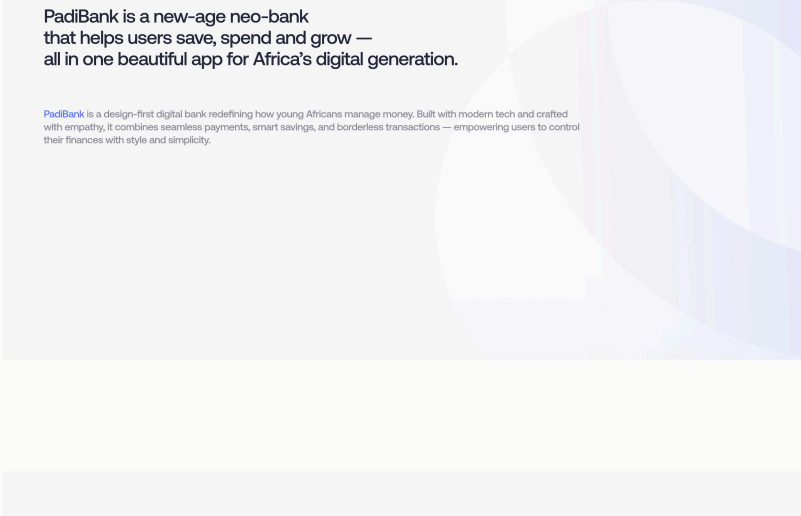 PadiBank is a new-age neo-bank
that helps users save, spend and grow —
all in one beautiful app for Africa’s digital generation.
PadiBank is a design-first digital bank redefining how young Africans manage money. Built with modern tech and crafted
with empathy, it combines seamless payments, smart savings, and borderless transactions — empowering users to control
their finances with style and simplicity.